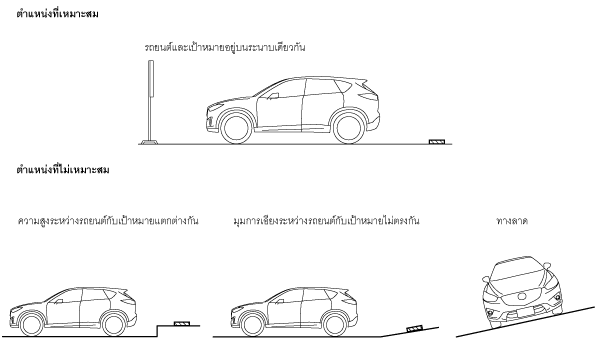 ตำแหน่งที่เหมาะสม
รถยนต์และเป้าหมายอยู่บนระนาบเดียวกัน
ตำแหน่งที่ไม่เหมาะสม
ความสูงระหว่างรถยนต์กับเป้าหมายแตกต่างกัน
มุมการเอียงระหว่างรถยนต์กับเป้าหมายไม่ตรงกัน
ทางลาด